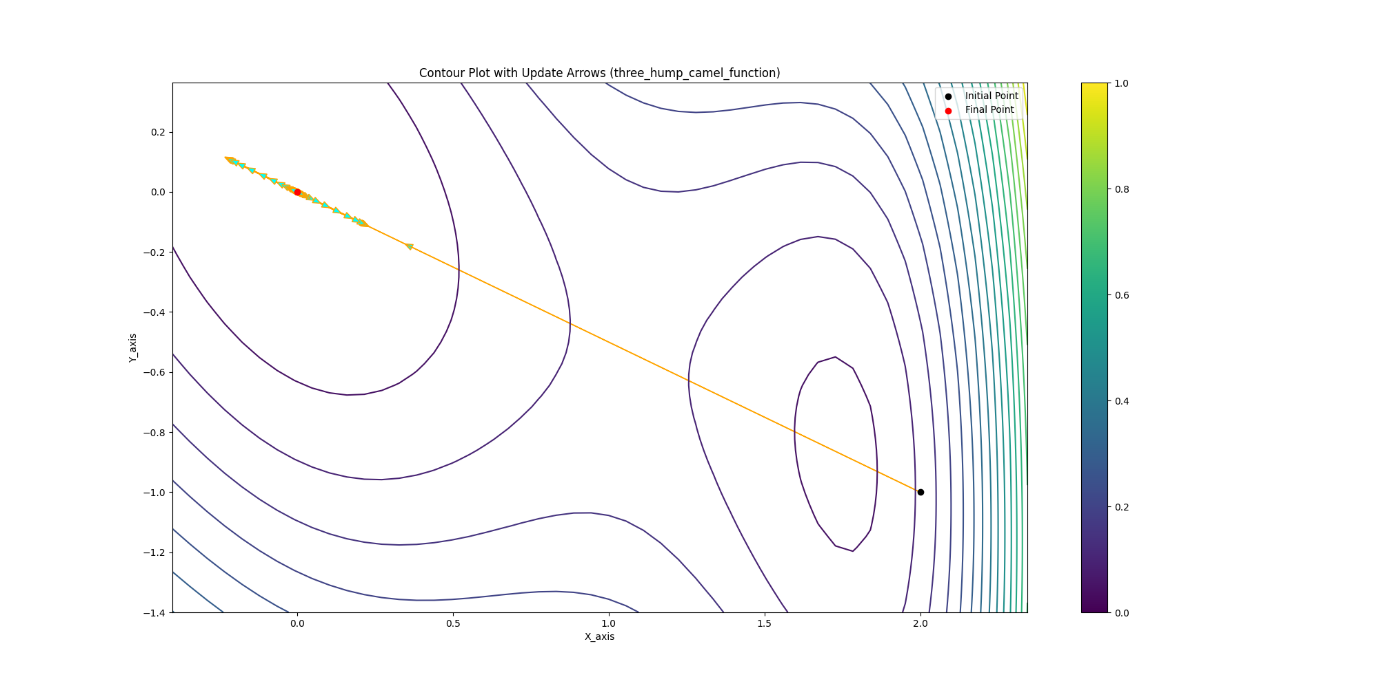 Contour Plot with Update Arrows (three_hump_camel_function)
Initial Point
Final Point
Y_axis
0.2
0.0
−0.2
−0.4
−0.6
−0.8
−1.0
−1.2
−1.4
0.0 0.5 1.0 1.5 2.0
X_axis
1.0
0.8
0.6
0.4
0.2
0.0